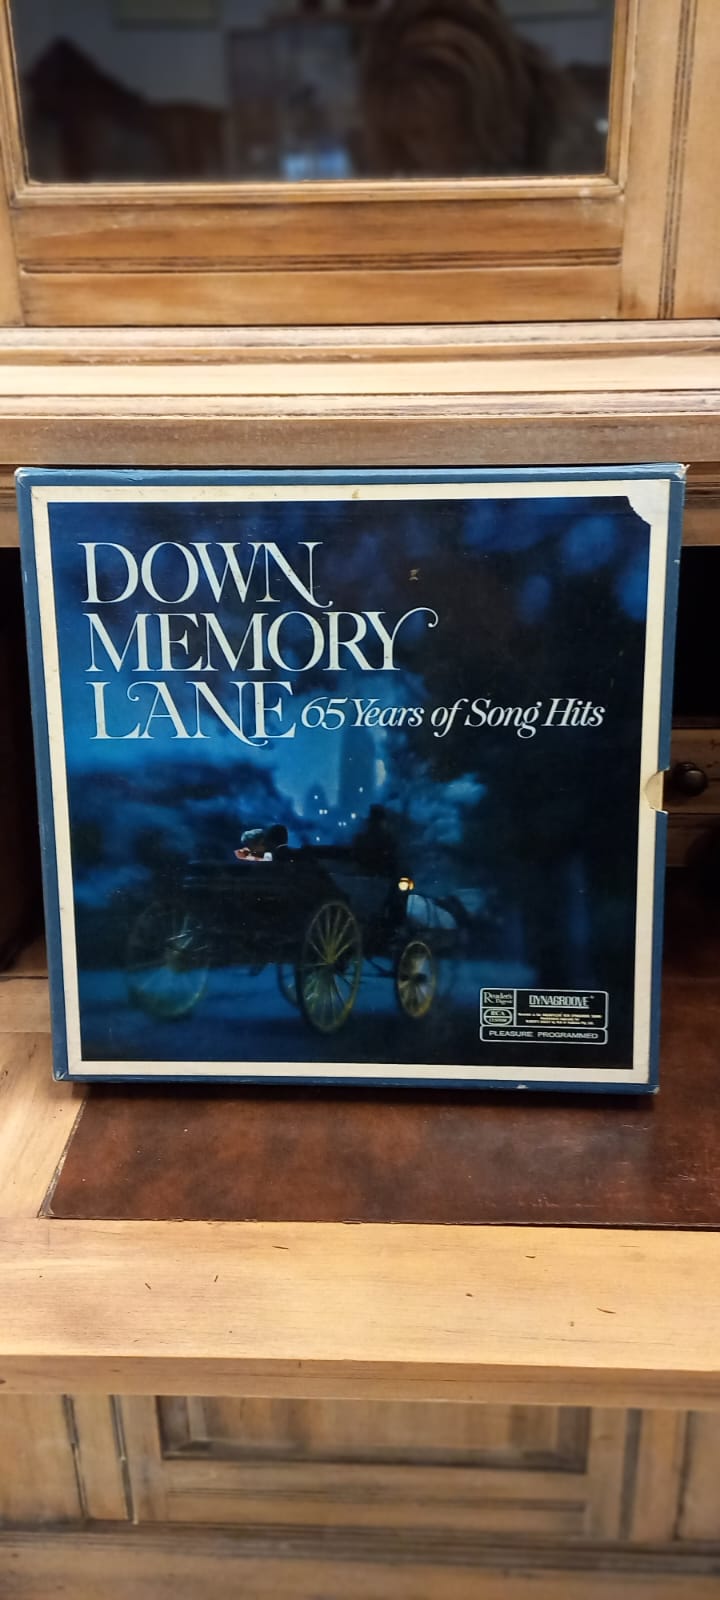 DOWN
MEMORY
LANE 65 Years of Song Hits
Reader's Digest
DYNAGROOVE
RCA
PLEASURE PROGRAMMED